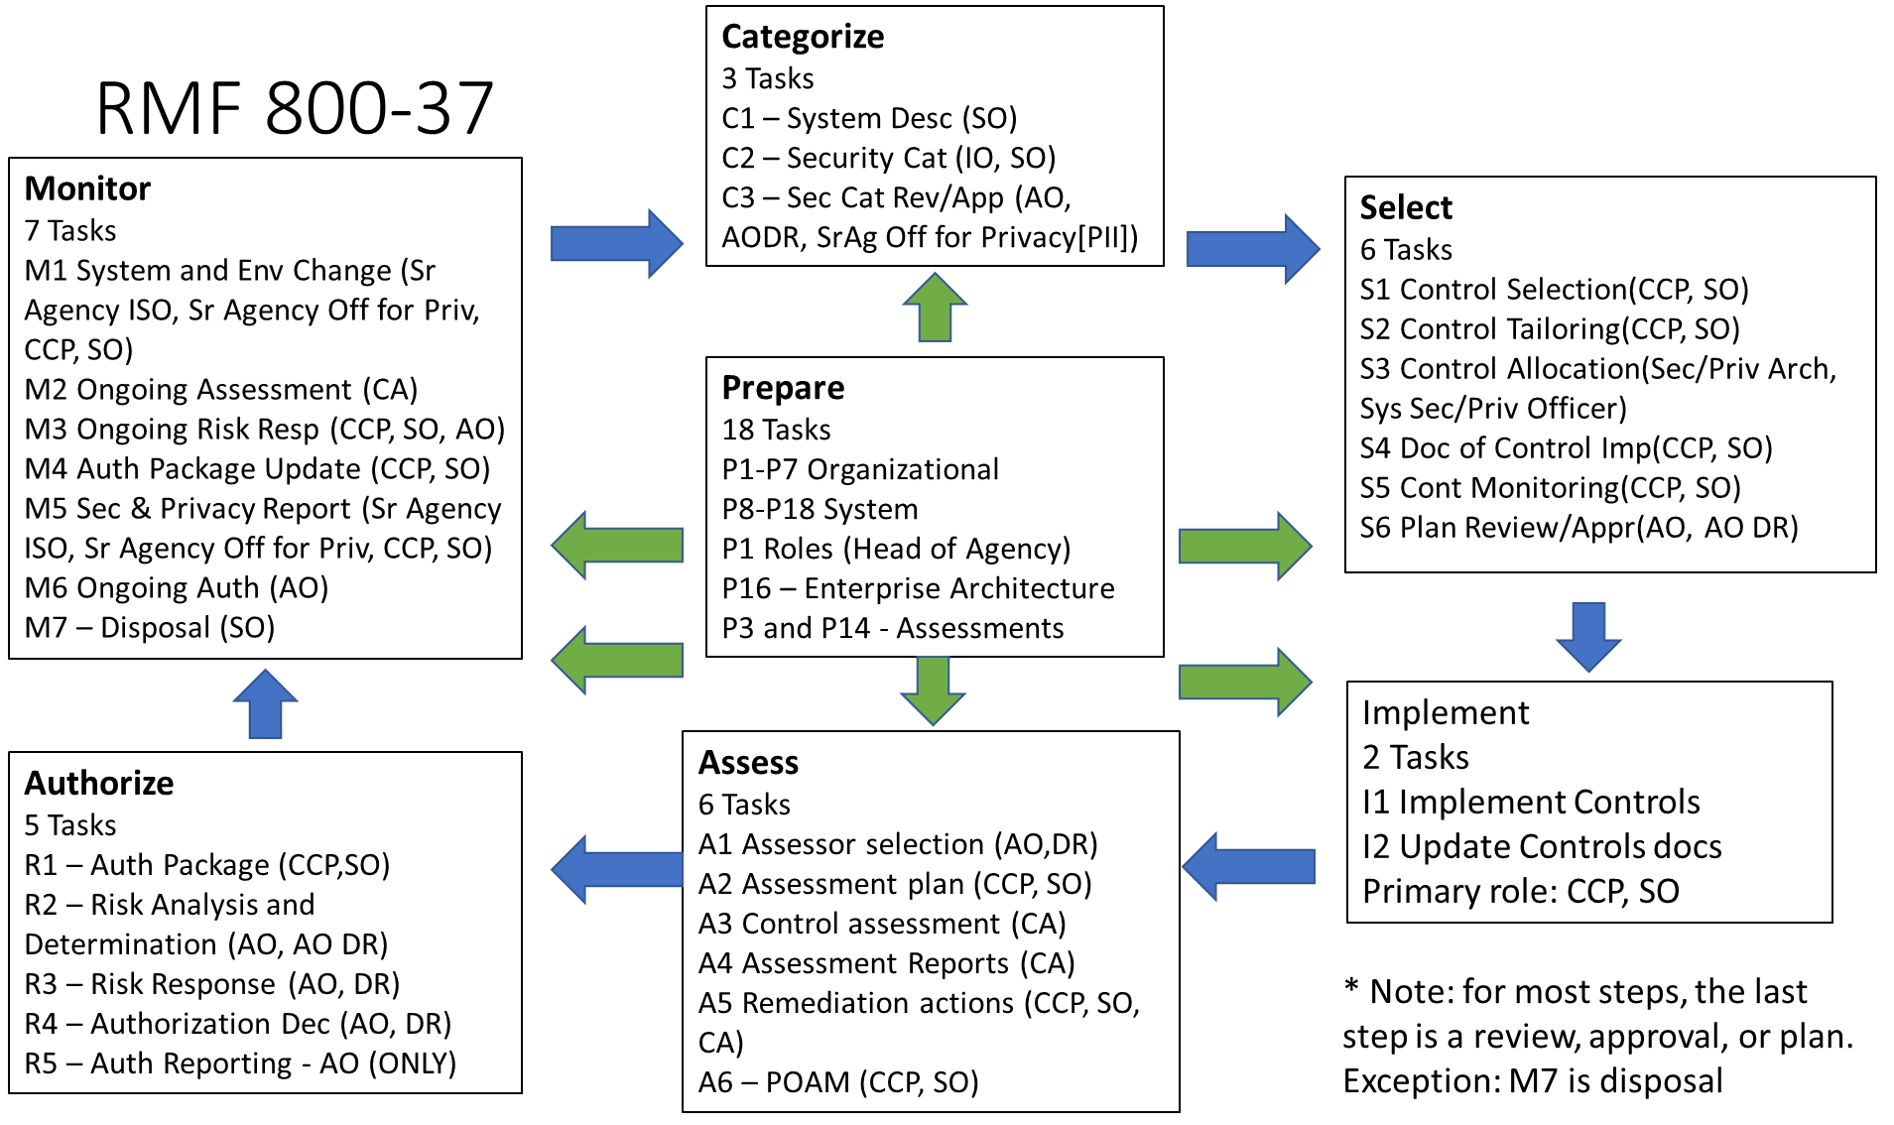 RMF 800-37
Categorize
3 Tasks
C1 – System Desc (SO)
C2 – Security Cat (IO, SO)
C3 – Sec Cat Rev/App (AO,
AODR, SrAg Off for Privacy[PII])
Monitor
7 Tasks
M1 System and Env Change (Sr
Agency ISO, Sr Agency Off for Priv,
CCP, SO)
M2 Ongoing Assessment (CA)
M3 Ongoing Risk Resp (CCP, SO, AO)
M4 Auth Package Update (CCP, SO)
M5 Sec & Privacy Report (Sr Agency
ISO, Sr Agency Off for Priv, CCP, SO)
M6 Ongoing Auth (AO)
M7 – Disposal (SO)
Prepare
18 Tasks
P1-P7 Organizational
P8-P18 System
P1 Roles (Head of Agency)
P16 – Enterprise Architecture
P3 and P14 - Assessments
Select
6 Tasks
S1 Control Selection(CCP, SO)
S2 Control Tailoring(CCP, SO)
S3 Control Allocation(Sec/Priv Arch,
Sys Sec/Priv Officer)
S4 Doc of Control Imp(CCP, SO)
S5 Cont Monitoring(CCP, SO)
S6 Plan Review/Appr(AO, AO DR)
Authorize
5 Tasks
R1 – Auth Package (CCP,SO)
R2 – Risk Analysis and
Determination (AO, AO DR)
R3 – Risk Response (AO, DR)
R4 – Authorization Dec (AO, DR)
R5 – Auth Reporting - AO (ONLY)
Assess
6 Tasks
A1 Assessor selection (AO,DR)
A2 Assessment plan (CCP, SO)
A3 Control assessment (CA)
A4 Assessment Reports (CA)
A5 Remediation actions (CCP, SO,
CA)
A6 – POAM (CCP, SO)
Implement
2 Tasks
I1 Implement Controls
I2 Update Controls docs
Primary role: CCP, SO
* Note: for most steps, the last
step is a review, approval, or plan.
Exception: M7 is disposal